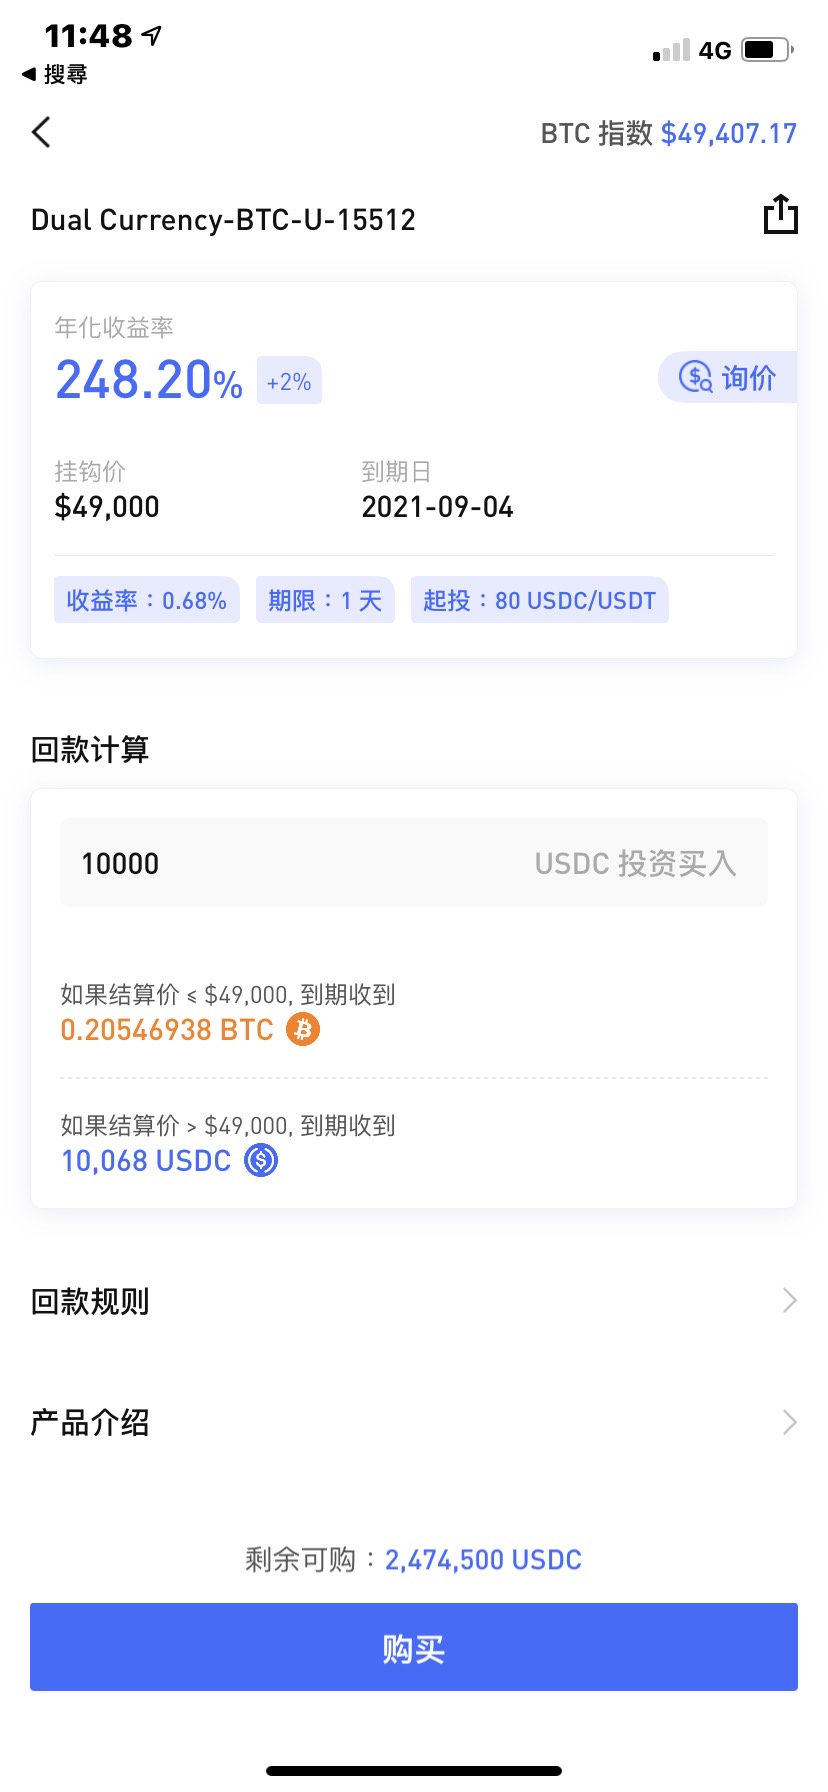 11:48
4G
搜尋
BTC 指数 $49,407.17
Dual Currency-BTC-U-15512
年化收益率
248.20% +2%
询价
挂钩价 到期日
$49,000 2021-09-04
收益率：0.68% 期限：1 天 起投：80 USDC/USDT
回款计算
10000 USDC 投资买入
如果结算价 ≤ $49,000, 到期收到
0.20546938 BTC
如果结算价 > $49,000, 到期收到
10,068 USDC
回款规则
产品介绍
剩余可购：2,474,500 USDC
购买